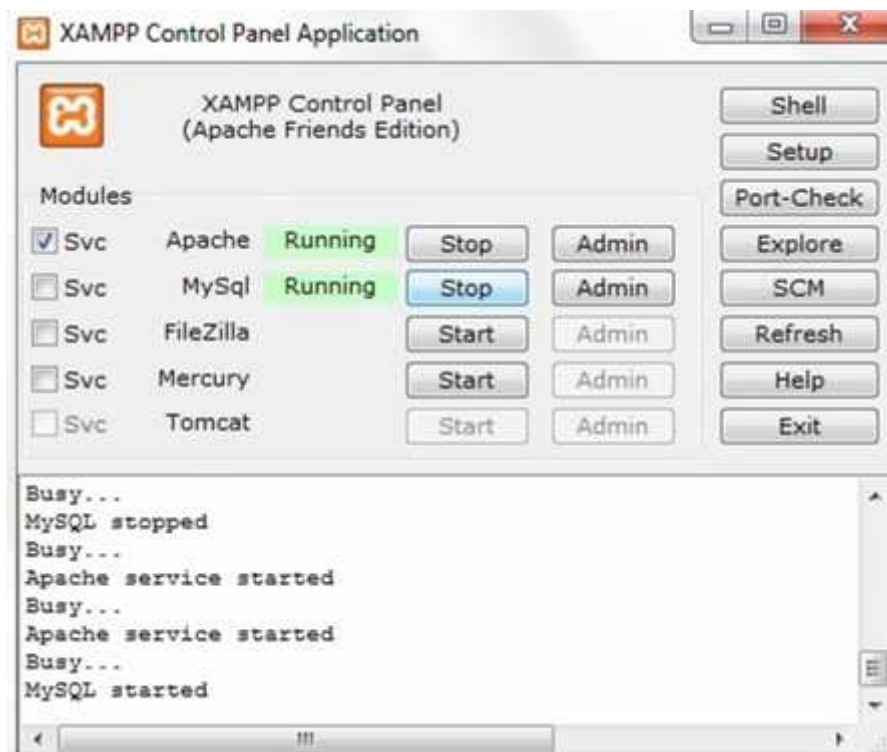 XAMPP Control Panel Application
XAMPP Control Panel
(Apache Friends Edition)
Shell
Setup
Port-Check
Explore
SCM
Refresh
Help
Exit
Modules
Svc Apache Running Stop Admin
Svc MySql Running Stop Admin
Svc FileZilla Start Admin
Svc Mercury Start Admin
Svc Tomcat Start Admin
Busy...
MySQL stopped
Busy...
Apache service started
Busy...
Apache service started
Busy...
MySQL started